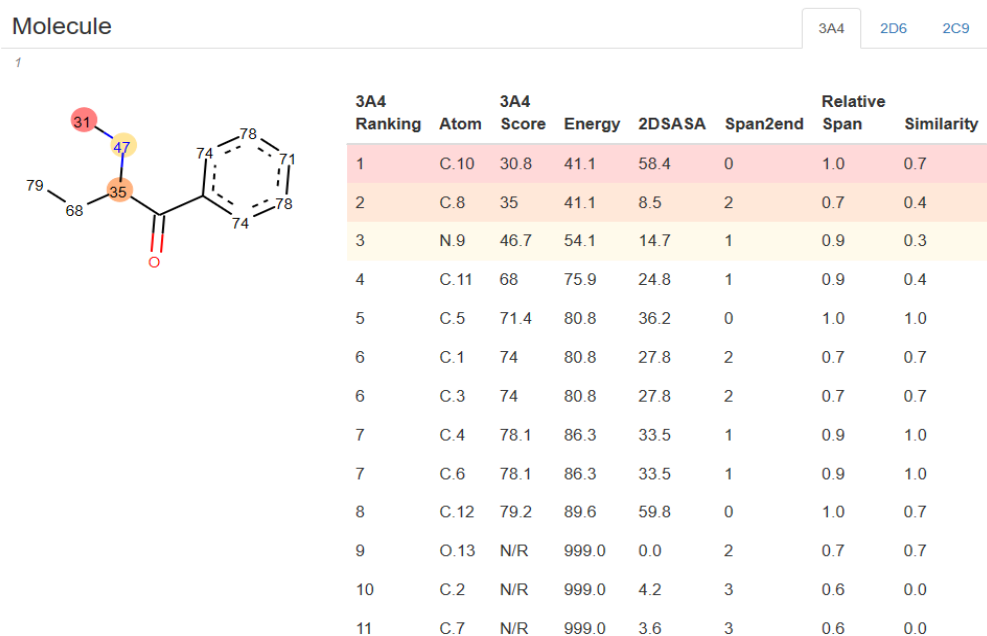 Molecule 3A4 2D6 2C9
1
31
47
35
79
68
O
74
78
71
78
74
3A4 Ranking Atom 3A4 Score Energy 2DSASA Span2end Relative Span Similarity
1 C.10 30.8 41.1 58.4 0 1.0 0.7
2 C.8 35 41.1 8.5 2 0.7 0.4
3 N.9 46.7 54.1 14.7 1 0.9 0.3
4 C.11 68 75.9 24.8 1 0.9 0.4
5 C.5 71.4 80.8 36.2 0 1.0 1.0
6 C.1 74 80.8 27.8 2 0.7 0.7
6 C.3 74 80.8 27.8 2 0.7 0.7
7 C.4 78.1 86.3 33.5 1 0.9 1.0
7 C.6 78.1 86.3 33.5 1 0.9 1.0
8 C.12 79.2 89.6 59.8 0 1.0 0.7
9 O.13 N/R 999.0 0.0 2 0.7 0.7
10 C.2 N/R 999.0 4.2 3 0.6 0.0
11 C.7 N/R 999.0 3.6 3 0.6 0.0